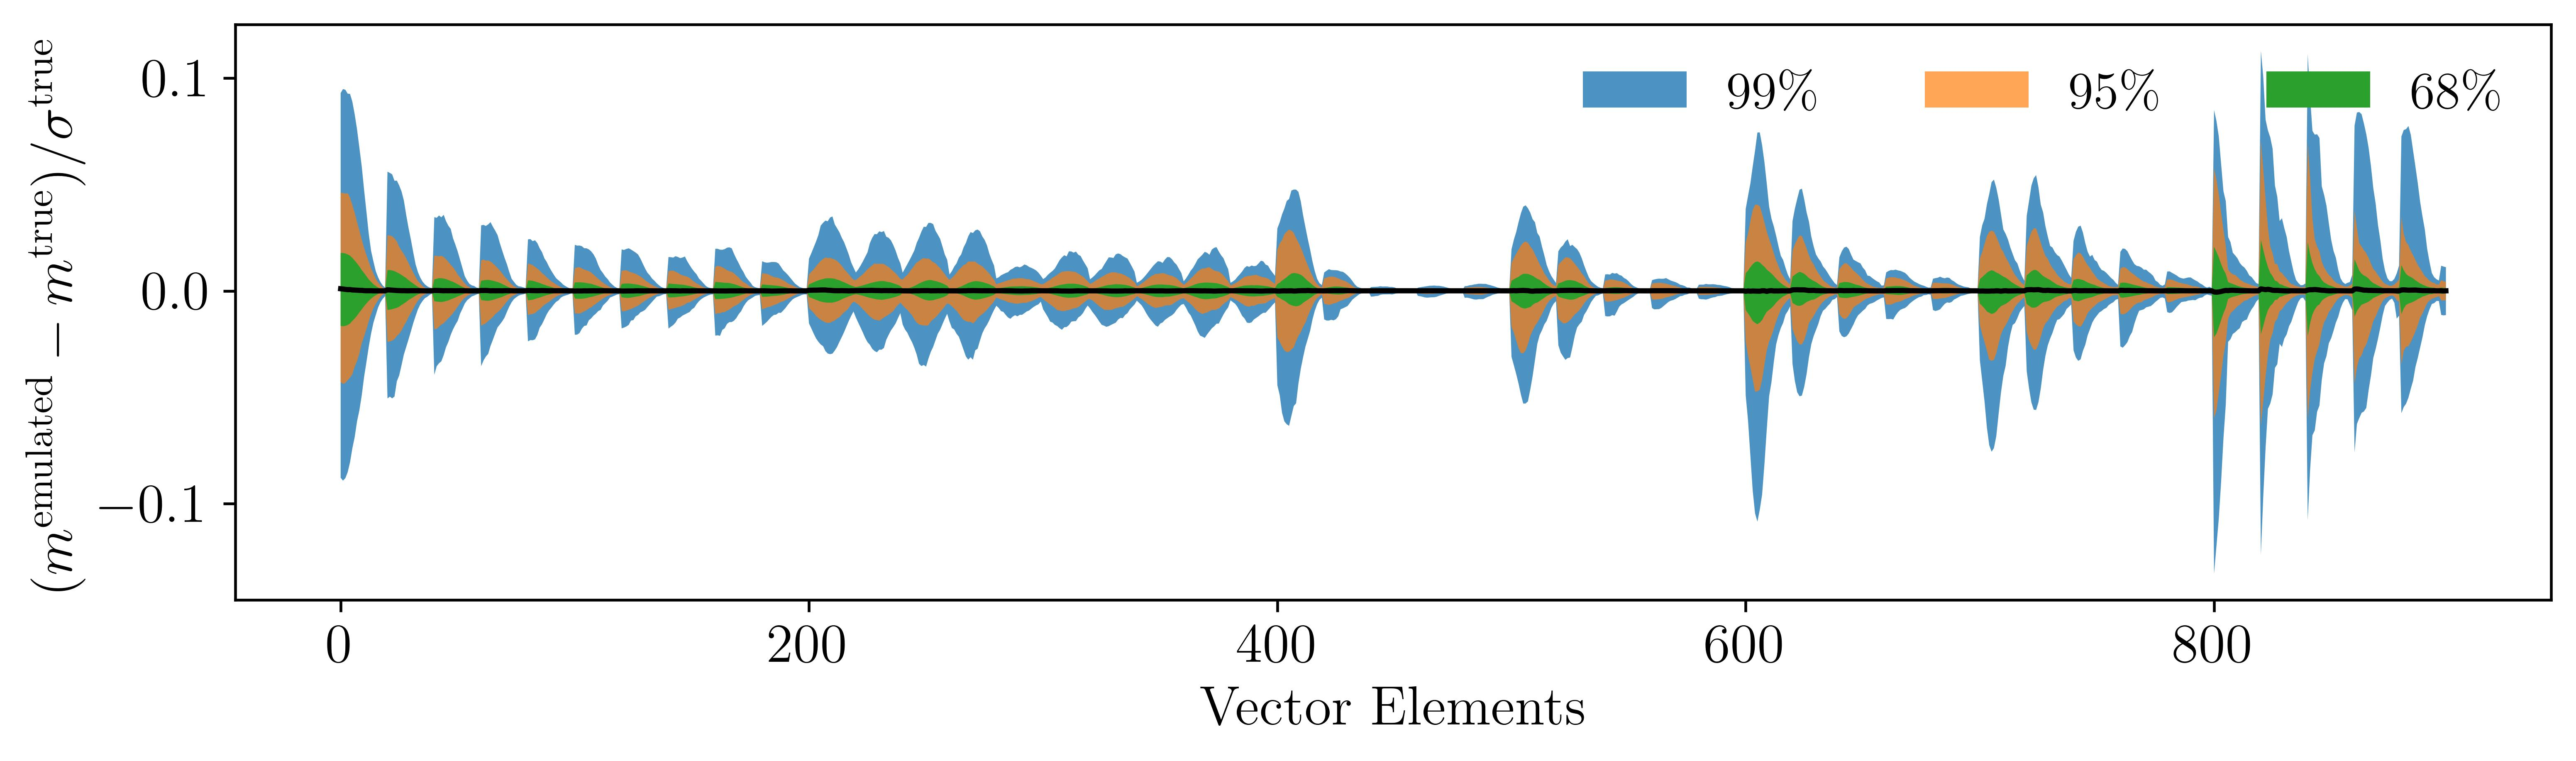 (m^emulated − m^true)/σ^true
0.1
0.0
−0.1
99% 95% 68%
0 200 400 600 800
Vector Elements